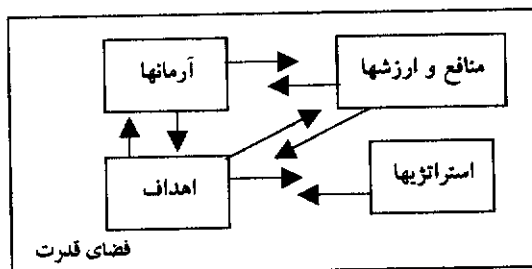 منافع و ارزشها
آرمانها
استراتژیها
اهداف
فضای قدرت